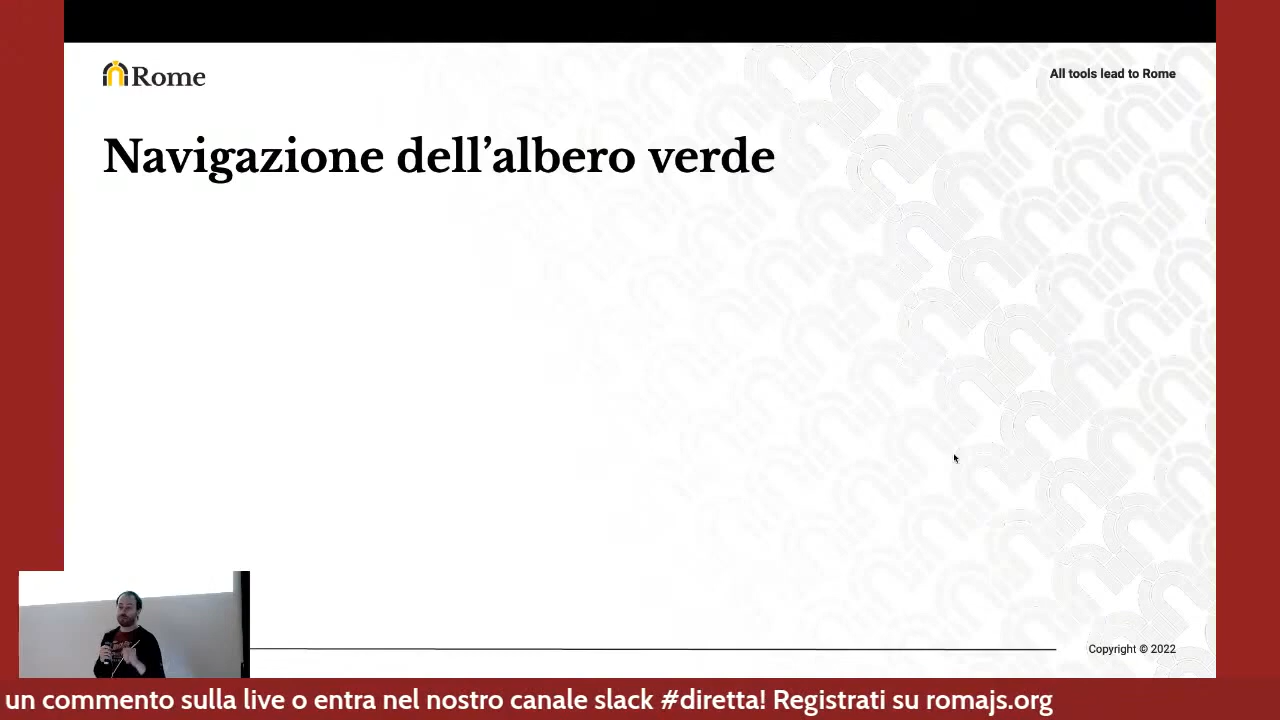 Rome
All tools lead to Rome
Navigazione dell’albero verde
Copyright © 2022
un commento sulla live o entra nel nostro canale slack #diretta! Registrati su romajs.org